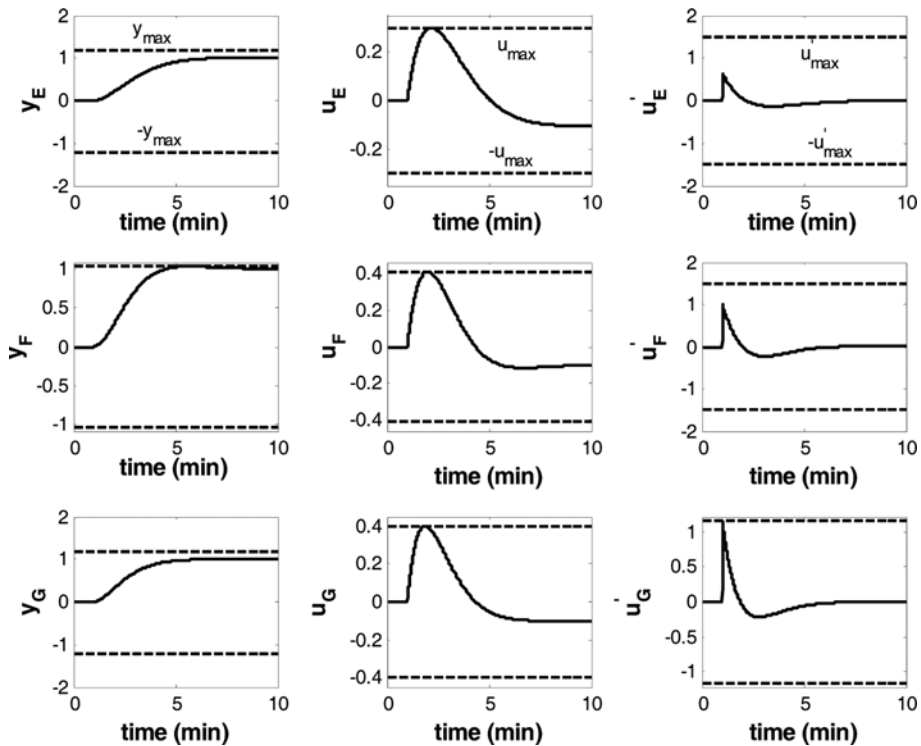 2
1
0
-1
-2
y_E
y_max
-y_max
0 5 10
time (min)
0.2
0
-0.2
u_E
u_max
-u_max
0 5 10
time (min)
2
1
0
-1
-2
u'_E
u'_max
-u'_max
0 5 10
time (min)
1
0.5
0
-0.5
-1
y_F
0 5 10
time (min)
0.4
0.2
0
-0.2
-0.4
u_F
0 5 10
time (min)
2
1
0
-1
-2
u'_F
0 5 10
time (min)
2
1
0
-1
-2
y_G
0 5 10
time (min)
0.4
0.2
0
-0.2
-0.4
u_G
0 5 10
time (min)
1
0.5
0
-0.5
-1
u'_G
0 5 10
time (min)